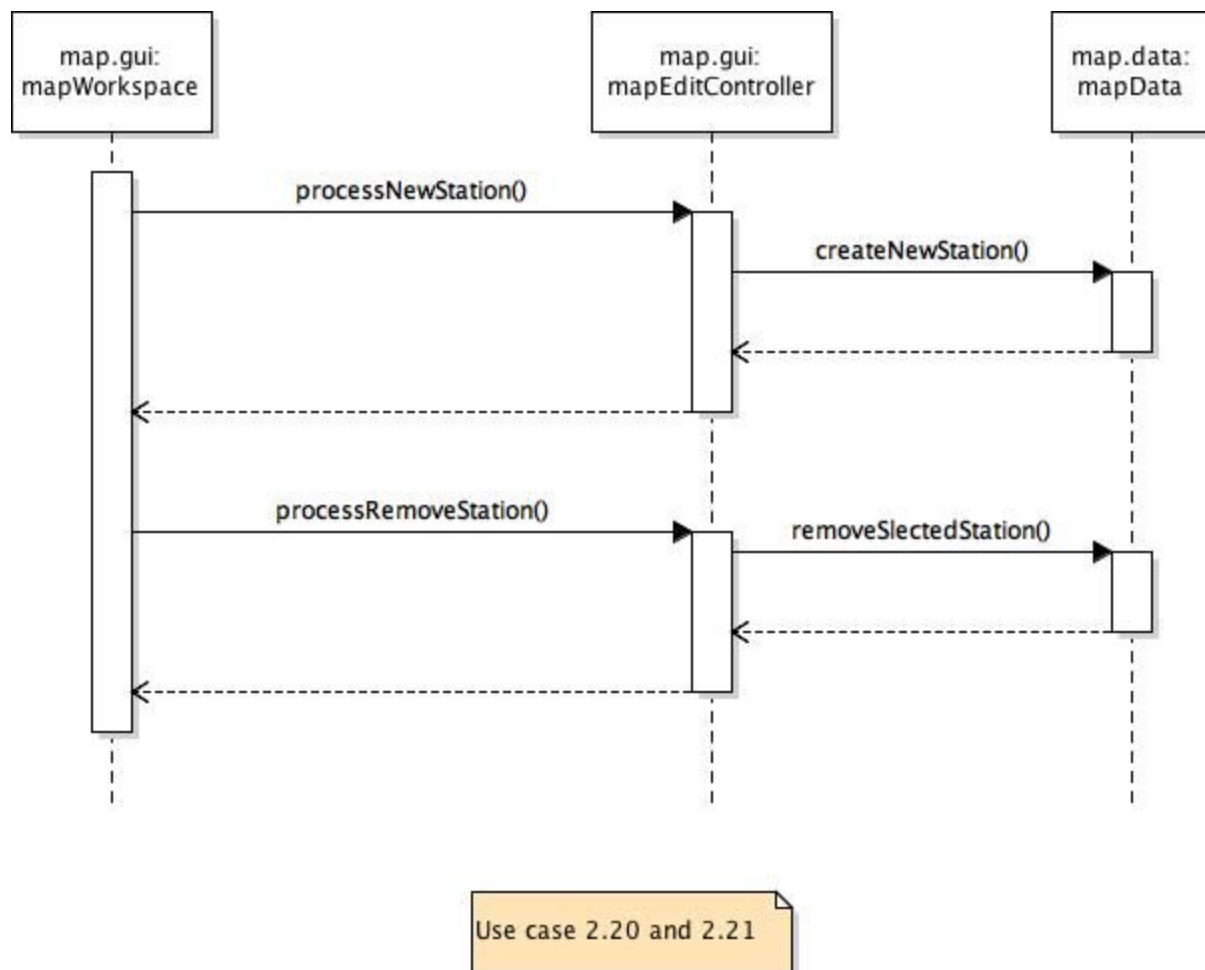 map.gui:
mapWorkspace
map.gui:
mapEditController
map.data:
mapData
processNewStation()
createNewStation()
processRemoveStation()
removeSlectedStation()
Use case 2.20 and 2.21